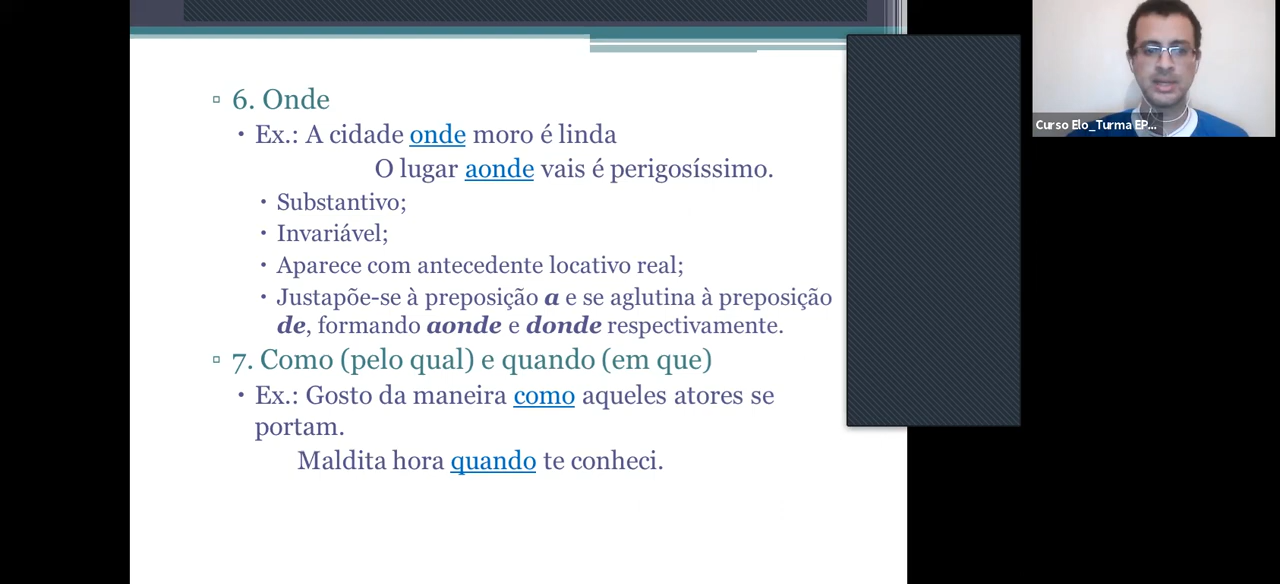 ▫ 6. Onde
• Ex.: A cidade onde moro é linda
O lugar aonde vais é perigosíssimo.
• Substantivo;
• Invariável;
• Aparece com antecedente locativo real;
• Justapõe-se à preposição a e se aglutina à preposição
de, formando aonde e donde respectivamente.
▫ 7. Como (pelo qual) e quando (em que)
• Ex.: Gosto da maneira como aqueles atores se
portam.
Maldita hora quando te conheci.
Curso Elo_Turma EP...